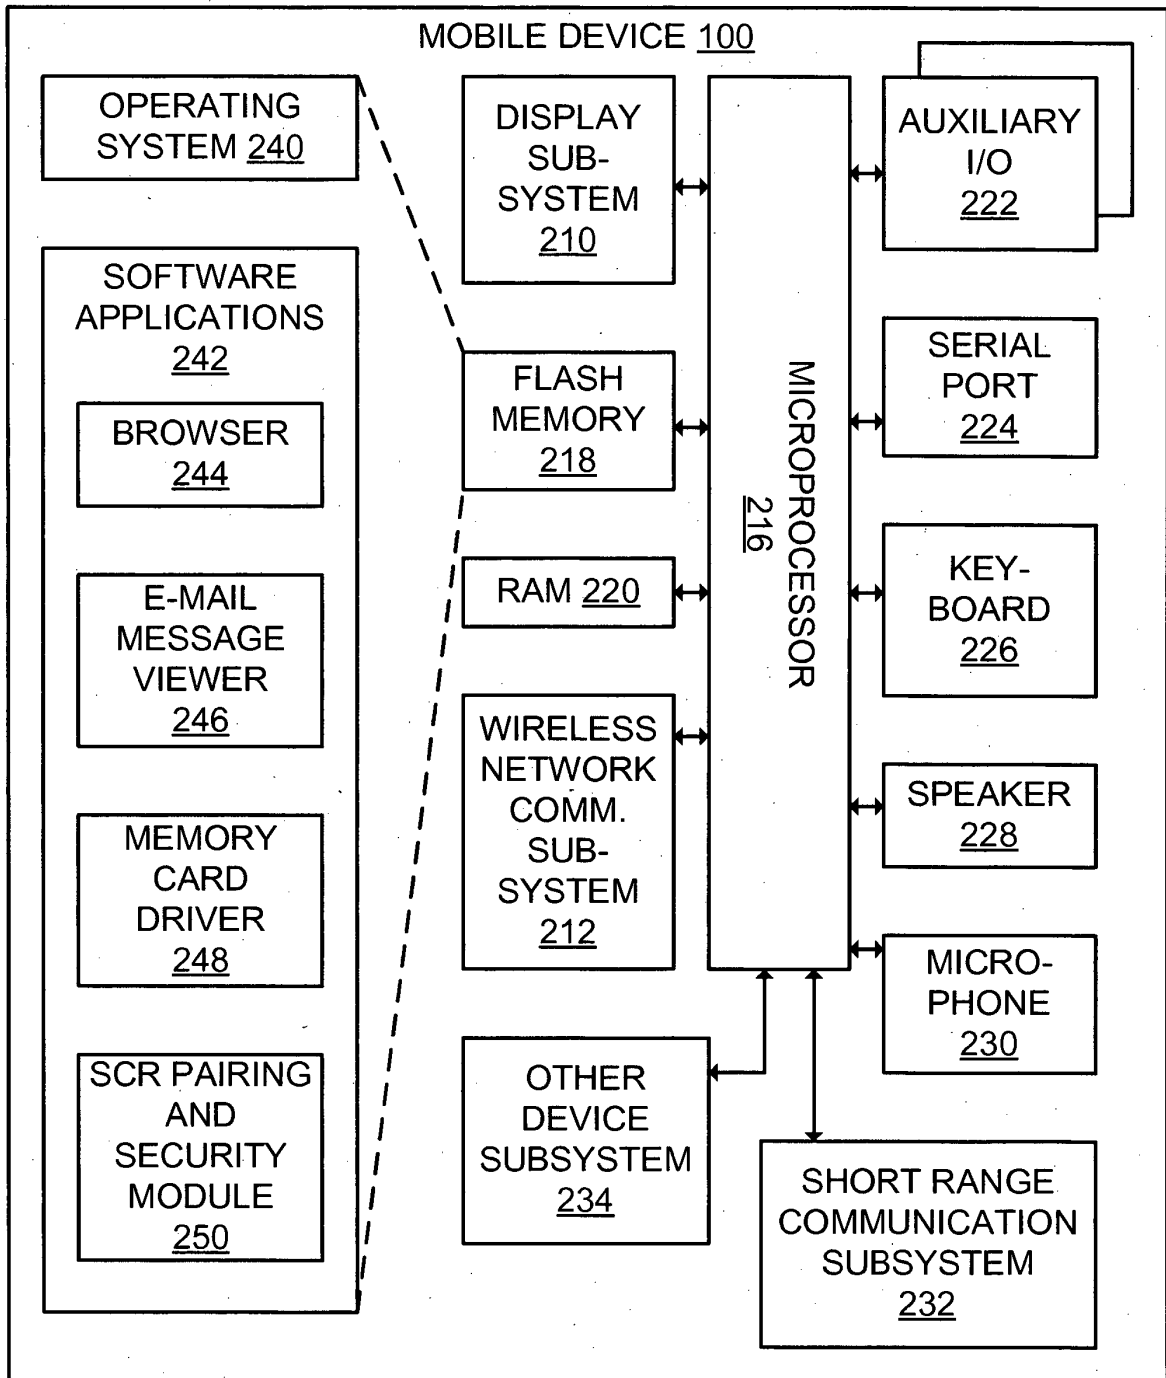 MOBILE DEVICE 100
OPERATING
SYSTEM 240
SOFTWARE
APPLICATIONS
242
BROWSER
244
E-MAIL
MESSAGE
VIEWER
246
MEMORY
CARD
DRIVER
248
SCR PAIRING
AND
SECURITY
MODULE
250
DISPLAY
SUB-
SYSTEM
210
FLASH
MEMORY
218
RAM 220
WIRELESS
NETWORK
COMM.
SUB-
SYSTEM
212
OTHER
DEVICE
SUBSYSTEM
234
MICROPROCESSOR
216
AUXILIARY
I/O
222
SERIAL
PORT
224
KEY-
BOARD
226
SPEAKER
228
MICRO-
PHONE
230
SHORT RANGE
COMMUNICATION
SUBSYSTEM
232